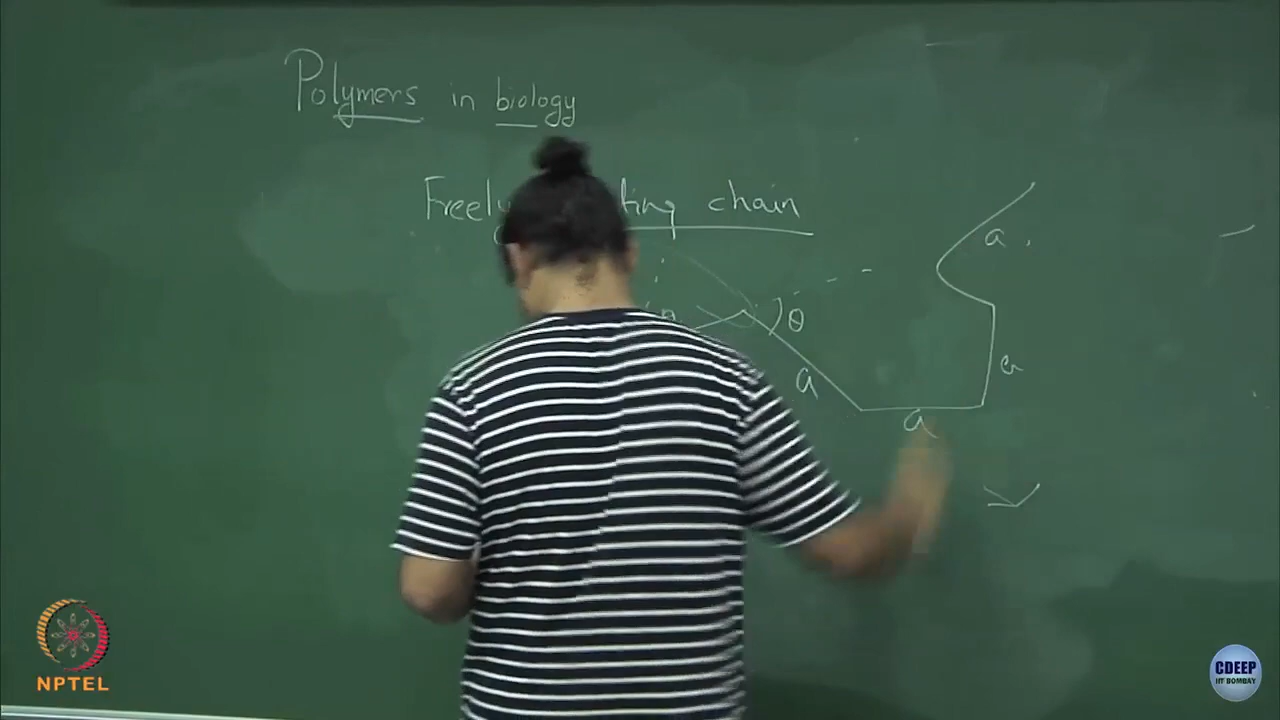 Polymers in biology
Freely ting chain
a
θ
θ
a
a
a
NPTEL
CDEEP
IIT BOMBAY